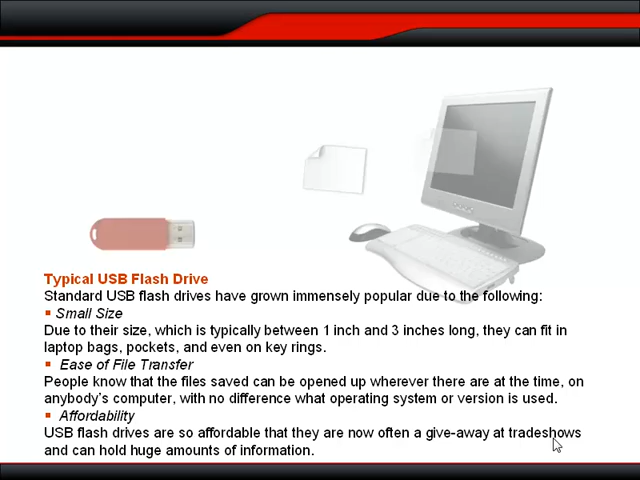 Typical USB Flash Drive
Standard USB flash drives have grown immensely popular due to the following:
▪ Small Size
Due to their size, which is typically between 1 inch and 3 inches long, they can fit in
laptop bags, pockets, and even on key rings.
▪ Ease of File Transfer
People know that the files saved can be opened up wherever there are at the time, on
anybody's computer, with no difference what operating system or version is used.
▪ Affordability
USB flash drives are so affordable that they are now often a give-away at tradeshows
and can hold huge amounts of information.